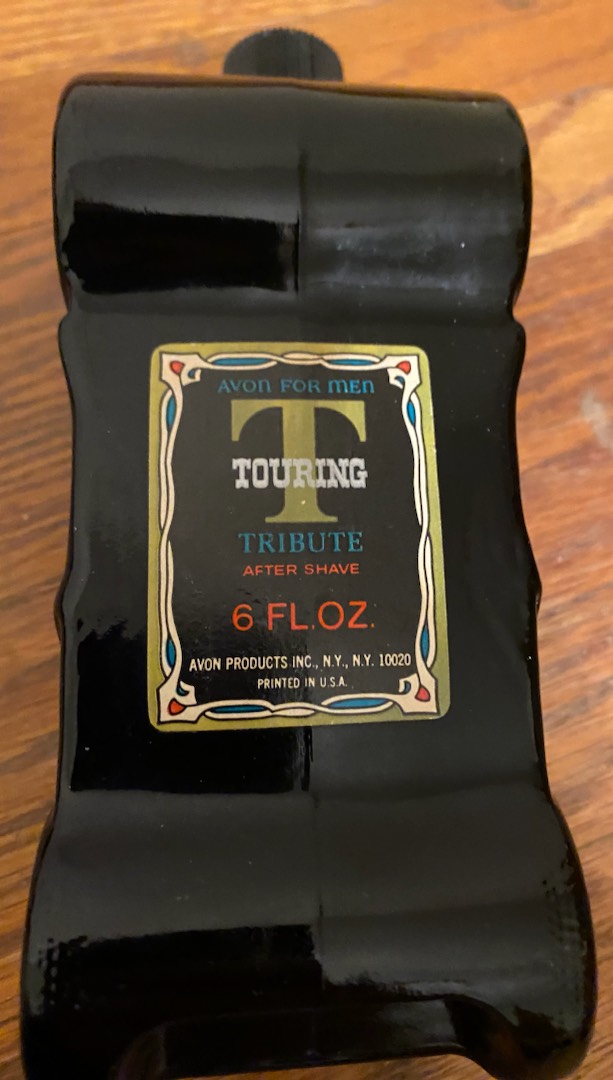 AVON FOR MEN
T
TOURING
TRIBUTE
AFTER SHAVE
6 FL.OZ.
AVON PRODUCTS INC., N.Y., N.Y. 10020
PRINTED IN U.S.A.